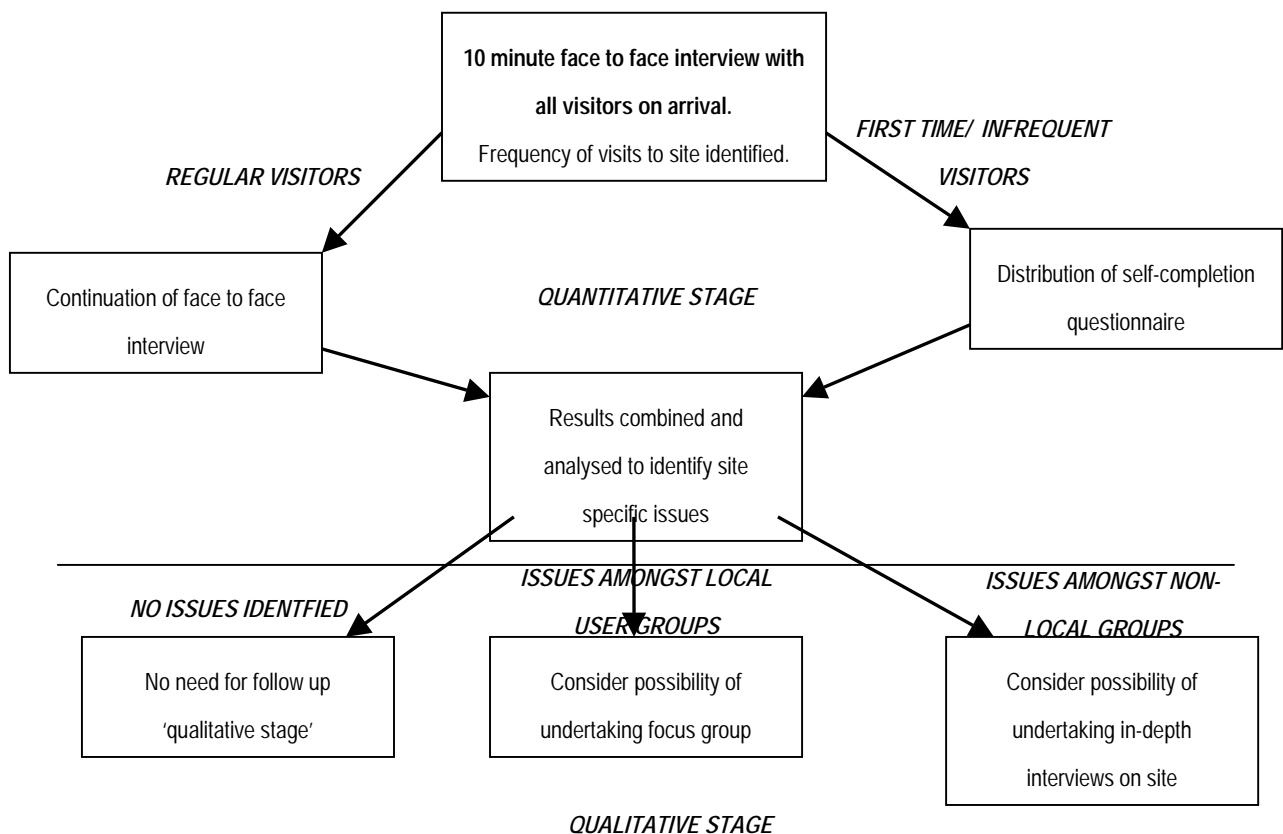 10 minute face to face interview with
all visitors on arrival.
Frequency of visits to site identified.
REGULAR VISITORS
FIRST TIME/ INFREQUENT
VISITORS
Continuation of face to face
interview
QUANTITATIVE STAGE
Distribution of self-completion
questionnaire
Results combined and
analysed to identify site
specific issues
NO ISSUES IDENTFIED
ISSUES AMONGST LOCAL
USER GROUPS
ISSUES AMONGST NON-
LOCAL GROUPS
No need for follow up
‘qualitative stage’
Consider possibility of
undertaking focus group
Consider possibility of
undertaking in-depth
interviews on site
QUALITATIVE STAGE